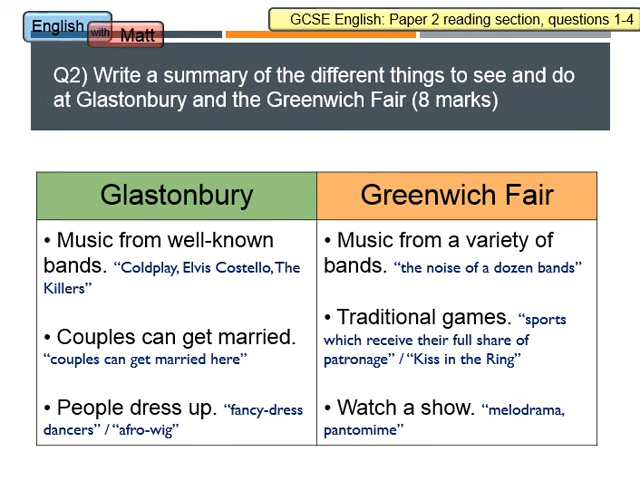 English with Matt
GCSE English: Paper 2 reading section, questions 1-4
Q2) Write a summary of the different things to see and do
at Glastonbury and the Greenwich Fair (8 marks)
Glastonbury
• Music from well-known
bands. “Coldplay, Elvis Costello, The
Killers”
• Couples can get married.
“couples can get married here”
• People dress up. “fancy-dress
dancers” / “afro-wig”
Greenwich Fair
• Music from a variety of
bands. “the noise of a dozen bands”
• Traditional games. “sports
which receive their full share of
patronage” / “Kiss in the Ring”
• Watch a show. “melodrama,
pantomime”